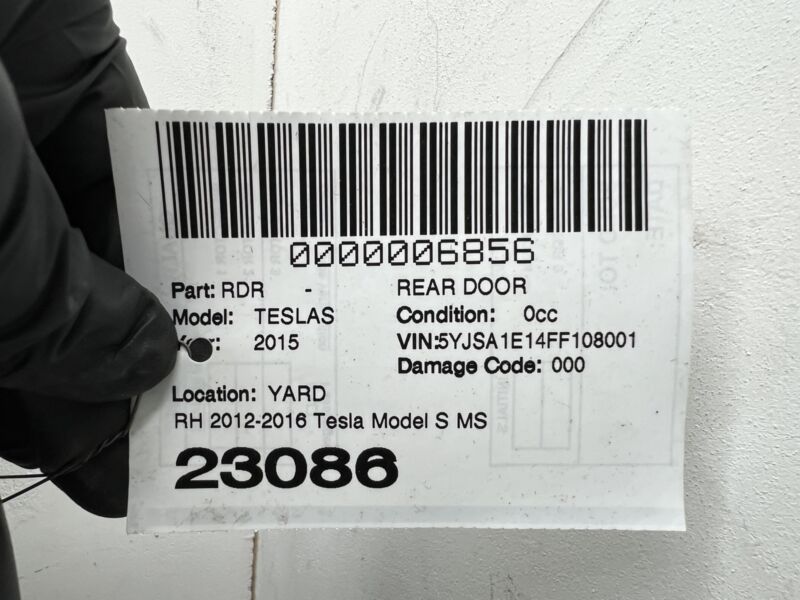 0000006856
Part: RDR - REAR DOOR
Model: TESLAS Condition: 0cc
2015 VIN:5YJSA1E14FF108001
Damage Code: 000
Location: YARD
RH 2012-2016 Tesla Model S MS
23086